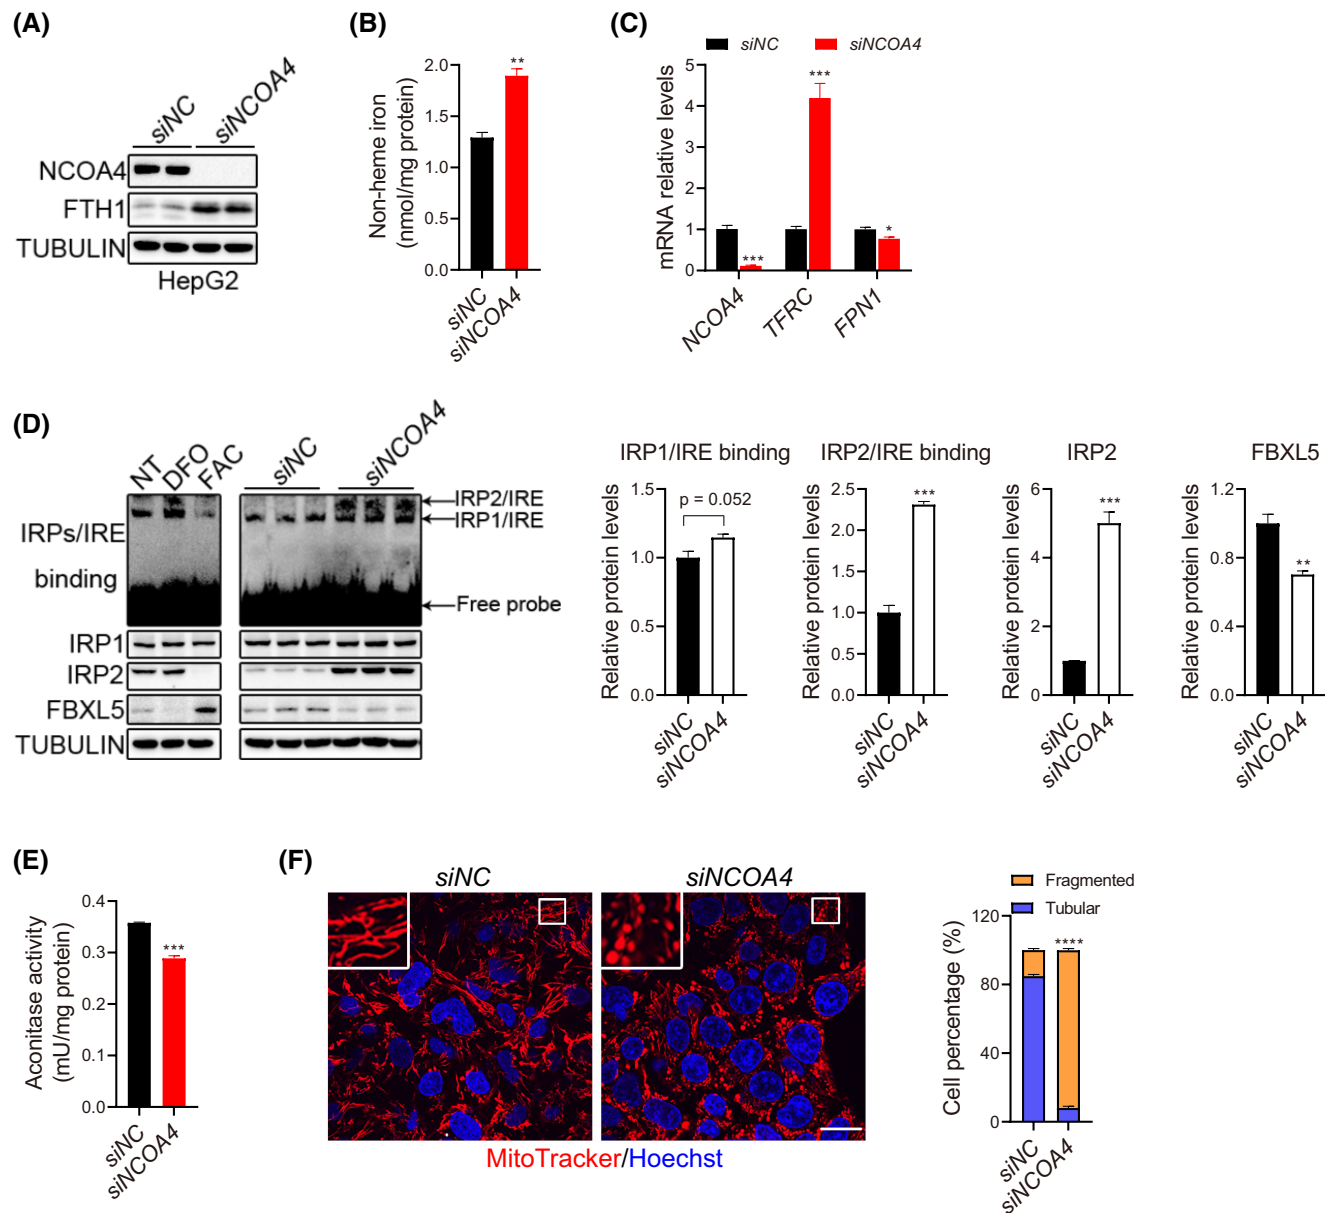 (A)
siNC
siNCOA4
NCOA4
FTH1
TUBULIN
HepG2
(B)
Non-heme iron
(nmol/mg protein)
2.0
1.5
1.0
0.5
0.0
**
siNC
siNCOA4
(C)
siNC
siNCOA4
mRNA relative levels
5
4
3
2
1
0
***
***
*
NCOA4
TFRC
FPN1
(D)
NT
DFO
FAC
siNC
siNCOA4
IRPs/IRE
binding
IRP2/IRE
IRP1/IRE
Free probe
IRP1
IRP2
FBXL5
TUBULIN
IRP1/IRE binding
Relative protein levels
1.5
1.0
0.5
0.0
p = 0.052
siNC
siNCOA4
IRP2/IRE binding
Relative protein levels
2.5
2.0
1.5
1.0
0.5
0.0
***
siNC
siNCOA4
IRP2
Relative protein levels
6
4
2
0
***
siNC
siNCOA4
FBXL5
Relative protein levels
1.2
0.8
0.4
0.0
**
siNC
siNCOA4
(E)
Aconitase activity
(mU/mg protein)
0.4
0.3
0.2
0.1
0.0
***
siNC
siNCOA4
(F)
siNC
siNCOA4
MitoTracker/Hoechst
Fragmented
Tubular
Cell percentage (%)
120
80
40
0
****
siNC
siNCOA4